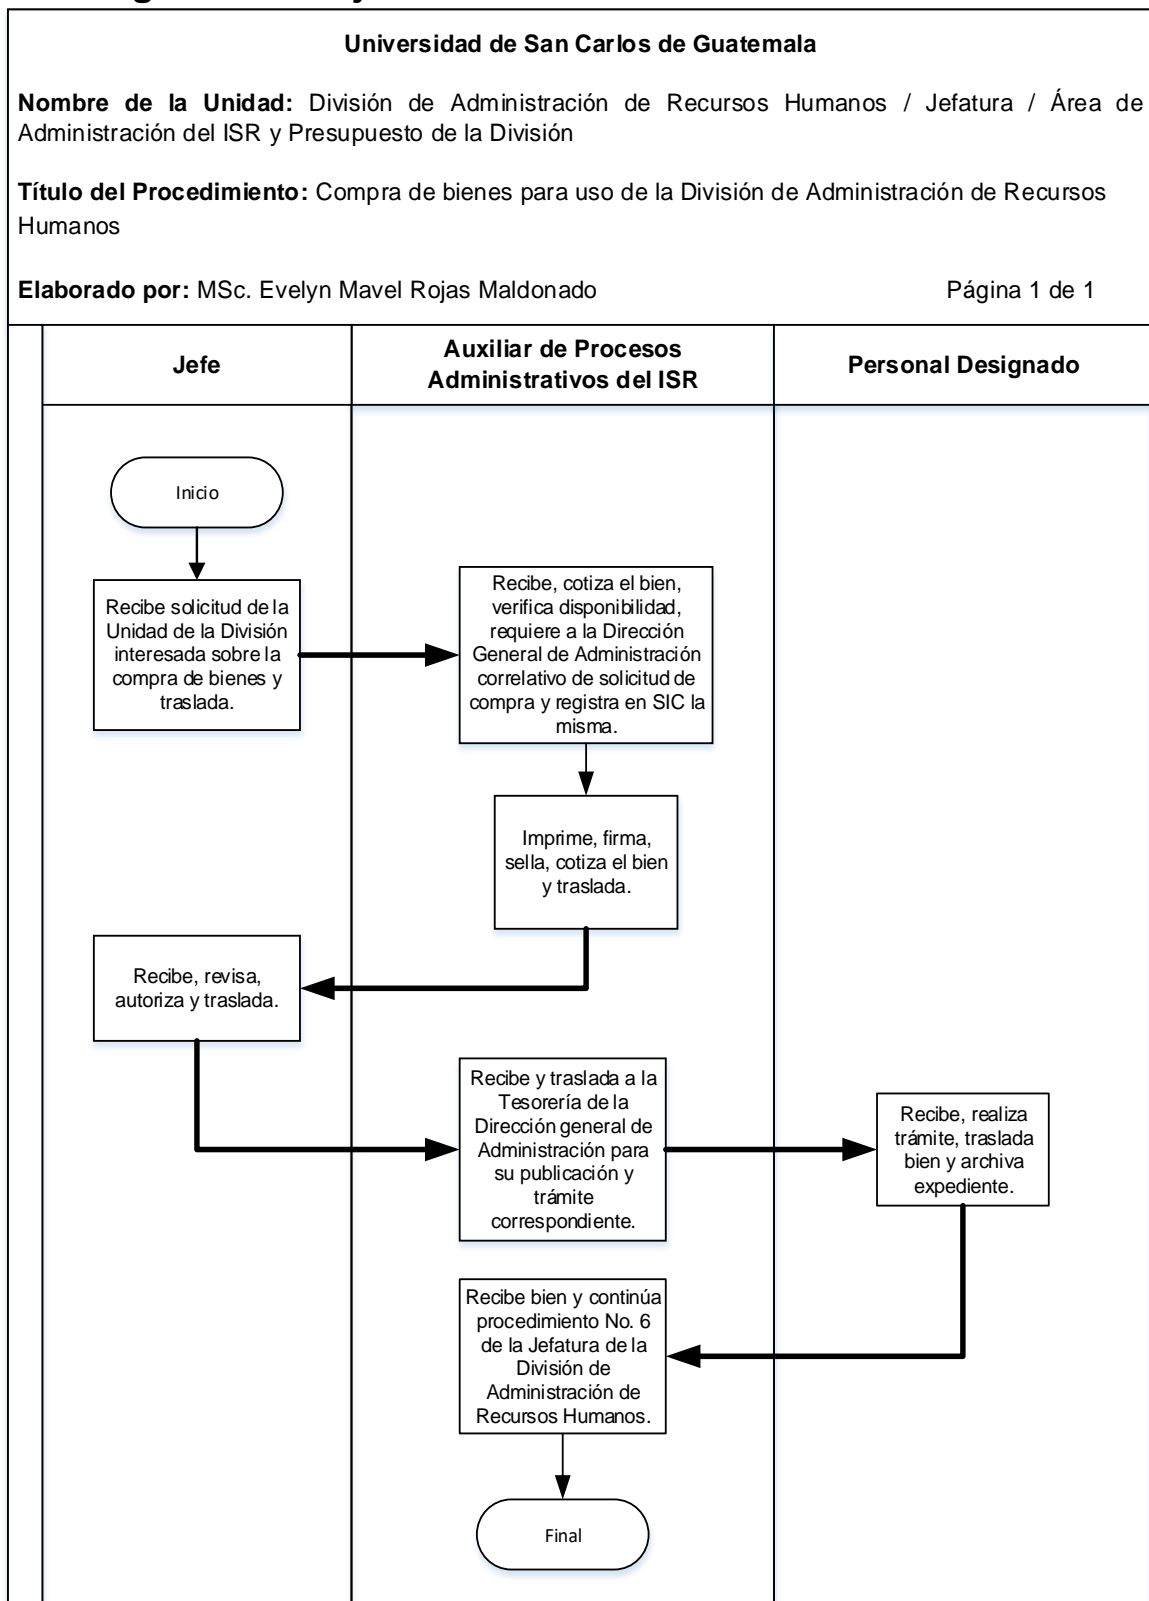 Universidad de San Carlos de Guatemala
Nombre de la Unidad: División de Administración de Recursos Humanos / Jefatura / Área de
Administración del ISR y Presupuesto de la División
Título del Procedimiento: Compra de bienes para uso de la División de Administración de Recursos
Humanos
Elaborado por: MSc. Evelyn Mavel Rojas Maldonado Página 1 de 1
Jefe
Auxiliar de Procesos
Administrativos del ISR
Personal Designado
Inicio
Recibe solicitud de la
Unidad de la División
interesada sobre la
compra de bienes y
traslada.
Recibe, cotiza el bien,
verifica disponibilidad,
requiere a la Dirección
General de Administración
correlativo de solicitud de
compra y registra en SIC la
misma.
Imprime, firma,
sella, cotiza el bien
y traslada.
Recibe, revisa,
autoriza y traslada.
Recibe y traslada a la
Tesorería de la
Dirección general de
Administración para
su publicación y
trámite
correspondiente.
Recibe, realiza
trámite, traslada
bien y archiva
expediente.
Recibe bien y continúa
procedimiento No. 6
de la Jefatura de la
División de
Administración de
Recursos Humanos.
Final